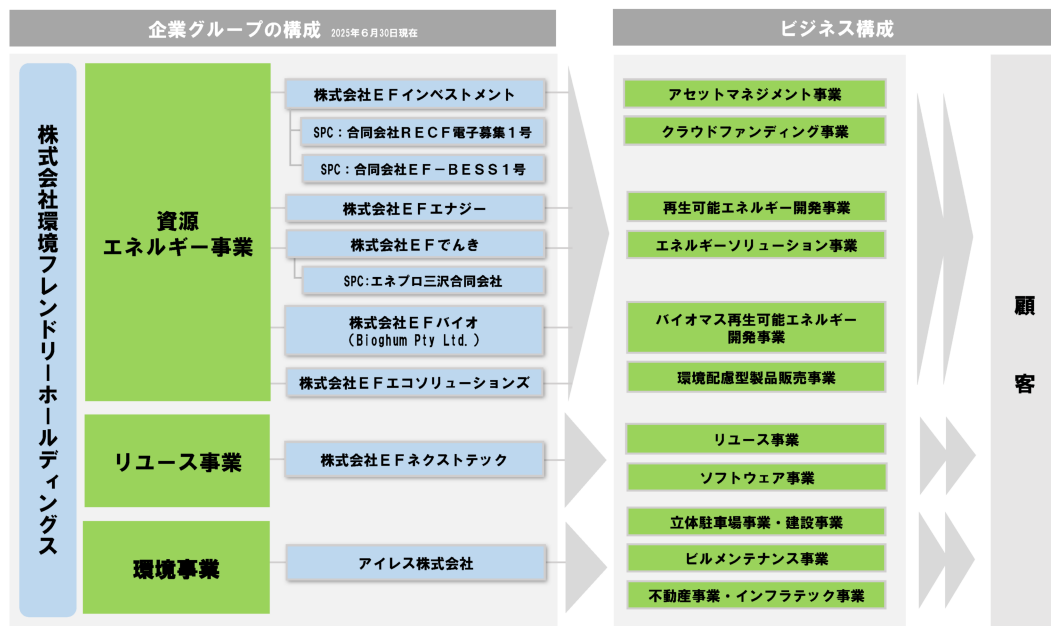 企業グループの構成 2025年６月30日現在
株式会社環境フレンドリーホールディングス
資源
エネルギー事業
株式会社ＥＦインベストメント
SPC：合同会社ＲＥＣＦ電子募集１号
SPC：合同会社ＥＦ－ＢＥＳＳ１号
株式会社ＥＦエナジー
株式会社ＥＦでんき
SPC:エネプロ三沢合同会社
株式会社ＥＦバイオ
（Bioghum Pty Ltd.）
株式会社ＥＦエコソリューションズ
リユース事業
株式会社ＥＦネクストテック
環境事業
アイレス株式会社
ビジネス構成
アセットマネジメント事業
クラウドファンディング事業
再生可能エネルギー開発事業
エネルギーソリューション事業
バイオマス再生可能エネルギー
開発事業
環境配慮型製品販売事業
リユース事業
ソフトウェア事業
立体駐車場事業・建設事業
ビルメンテナンス事業
不動産事業・インフラテック事業
顧客